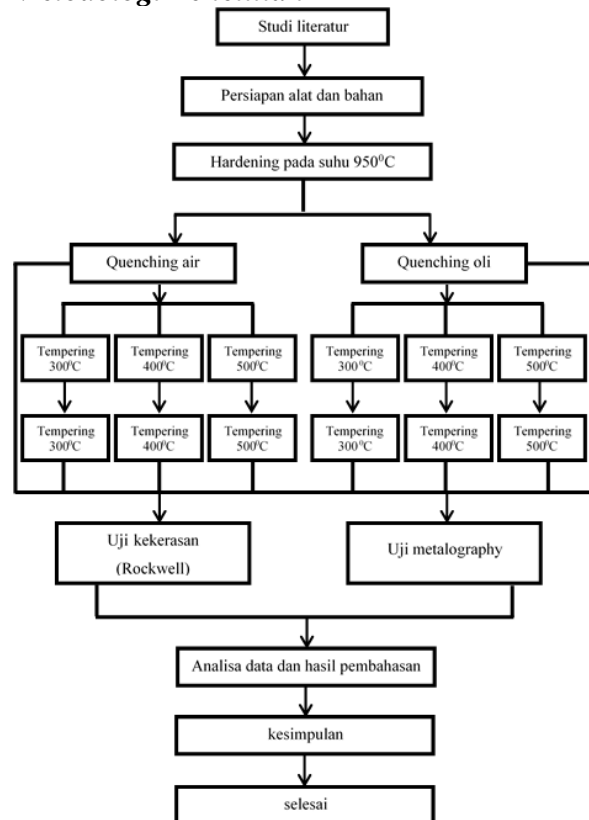 Studi literatur
Persiapan alat dan bahan
Hardening pada suhu 950⁰C
Quenching air
Quenching oli
Tempering
300⁰C
Tempering
400⁰C
Tempering
500⁰C
Tempering
300⁰C
Tempering
400⁰C
Tempering
500⁰C
Tempering
300⁰C
Tempering
400⁰C
Tempering
500⁰C
Tempering
300⁰C
Tempering
400⁰C
Tempering
500⁰C
Uji kekerasan
(Rockwell)
Uji metalography
Analisa data dan hasil pembahasan
kesimpulan
selesai